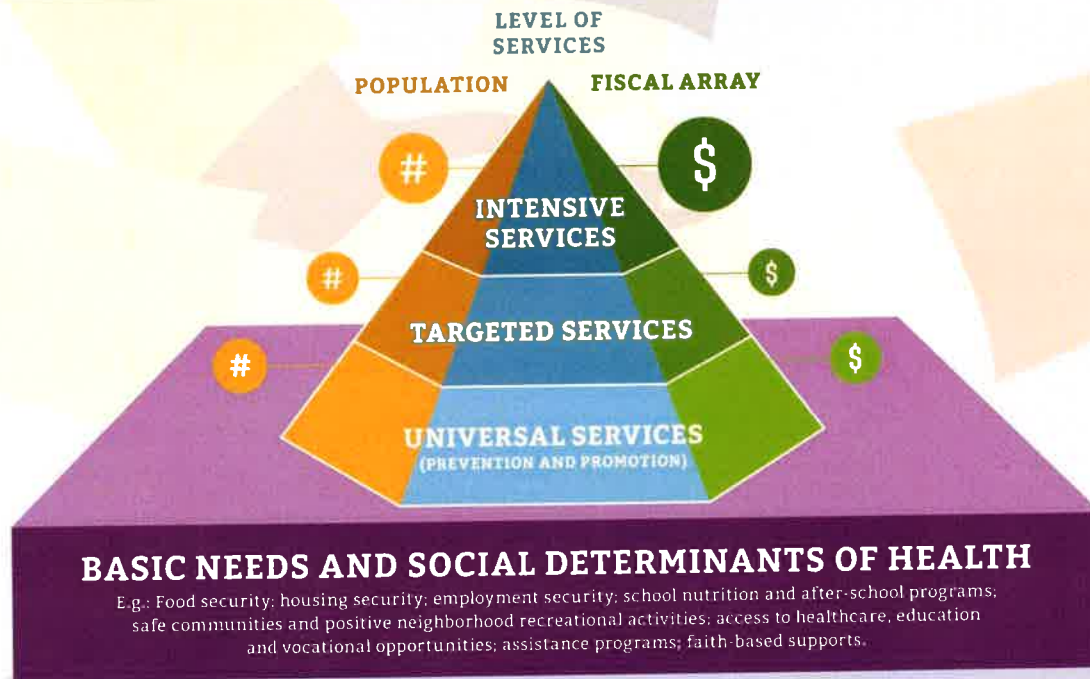 LEVEL OF
SERVICES
POPULATION
FISCAL ARRAY
#
$
INTENSIVE
SERVICES
#
$
TARGETED SERVICES
#
$
UNIVERSAL SERVICES
(PREVENTION AND PROMOTION)
BASIC NEEDS AND SOCIAL DETERMINANTS OF HEALTH
E.g.: Food security; housing security; employment security; school nutrition and after-school programs;
safe communities and positive neighborhood recreational activities; access to healthcare, education
and vocational opportunities; assistance programs; faith-based supports.